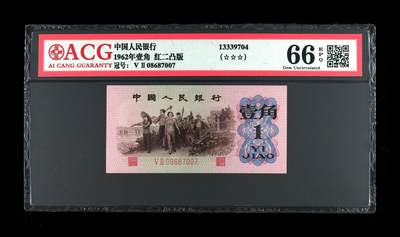 ACG
AI CANG GUARANTY
中国人民银行
1962年壹角 红二凸版
冠号: V II 08687007
13339704
(☆☆☆)
66 EPQ
Gem Uncirculated
中國人民銀行
壹角
1
YI
JIAO
V II 08687007